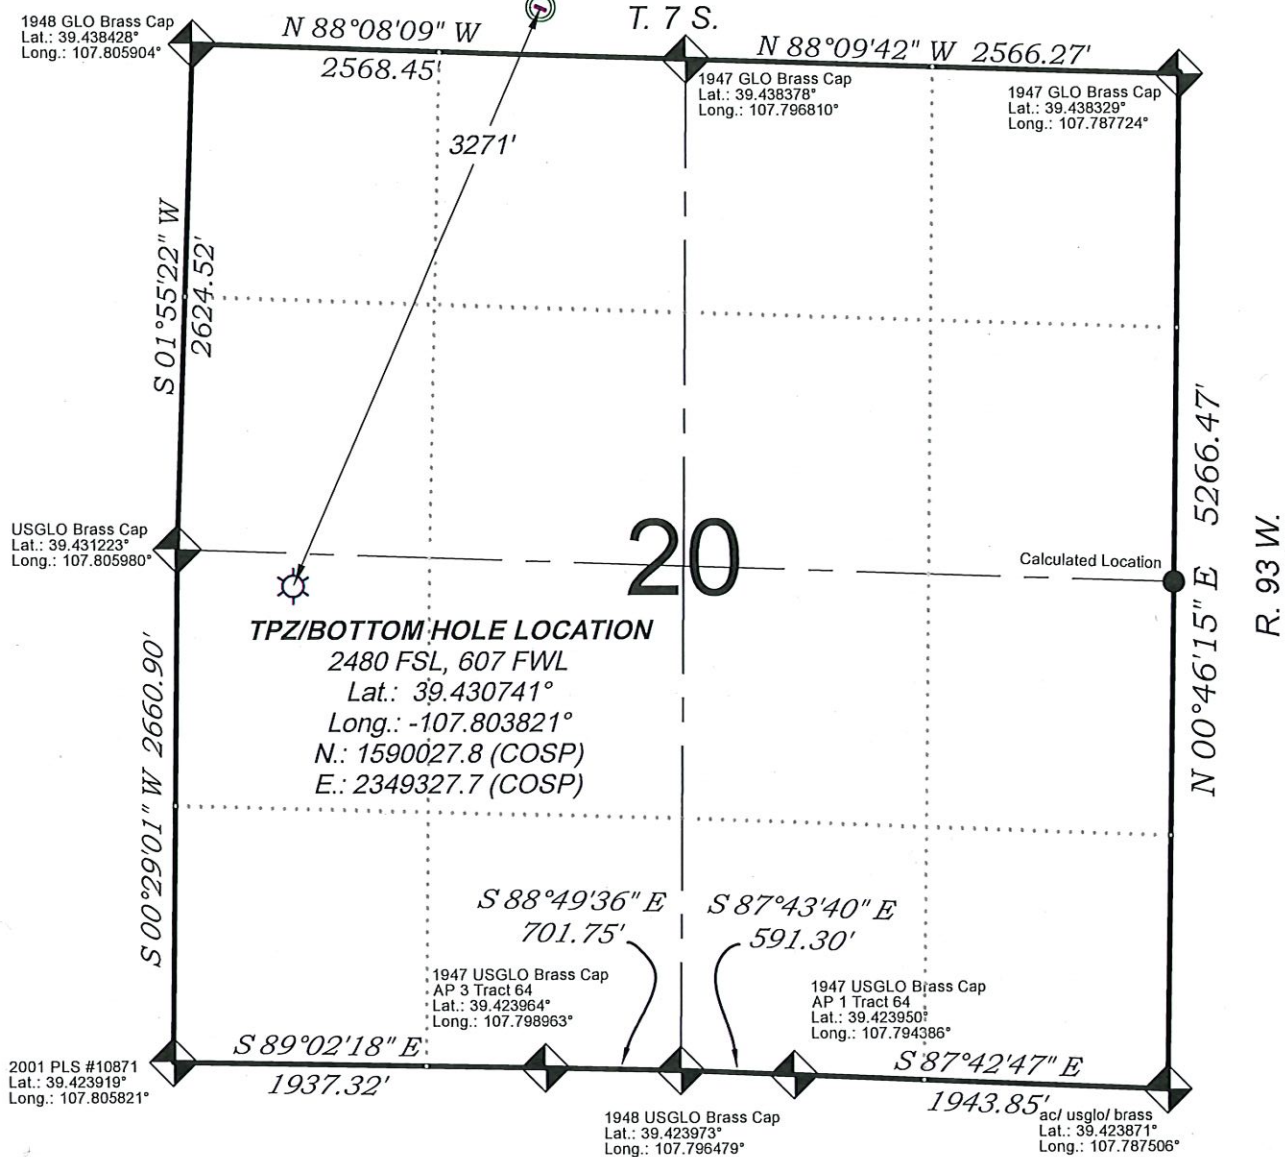 T. 7 S.
1948 GLO Brass Cap
Lat.: 39.438428°
Long.: 107.805904°
N 88°08'09" W
2568.45'
N 88°09'42" W 2566.27'
1947 GLO Brass Cap
Lat.: 39.438378°
Long.: 107.796810°
1947 GLO Brass Cap
Lat.: 39.438329°
Long.: 107.787724°
3271'
S 01°55'22" W
2624.52'
USGLO Brass Cap
Lat.: 39.431223°
Long.: 107.805980°
20
Calculated Location
N 00°46'15" E 5266.47'
R. 93 W.
TPZ/BOTTOM HOLE LOCATION
2480 FSL, 607 FWL
Lat.: 39.430741°
Long.: -107.803821°
N.: 1590027.8 (COSP)
E.: 2349327.7 (COSP)
S 00°29'01" W 2660.90'
S 88°49'36" E
701.75'
S 87°43'40" E
591.30'
1947 USGLO Brass Cap
AP 3 Tract 64
Lat.: 39.423964°
Long.: 107.798963°
1947 USGLO Brass Cap
AP 1 Tract 64
Lat.: 39.423950°
Long.: 107.794386°
2001 PLS #10871
Lat.: 39.423919°
Long.: 107.805821°
S 89°02'18" E
1937.32'
S 87°42'47" E
1943.85'
1948 USGLO Brass Cap
Lat.: 39.423973°
Long.: 107.796479°
ac/ usglo/ brass
Lat.: 39.423871°
Long.: 107.787506°